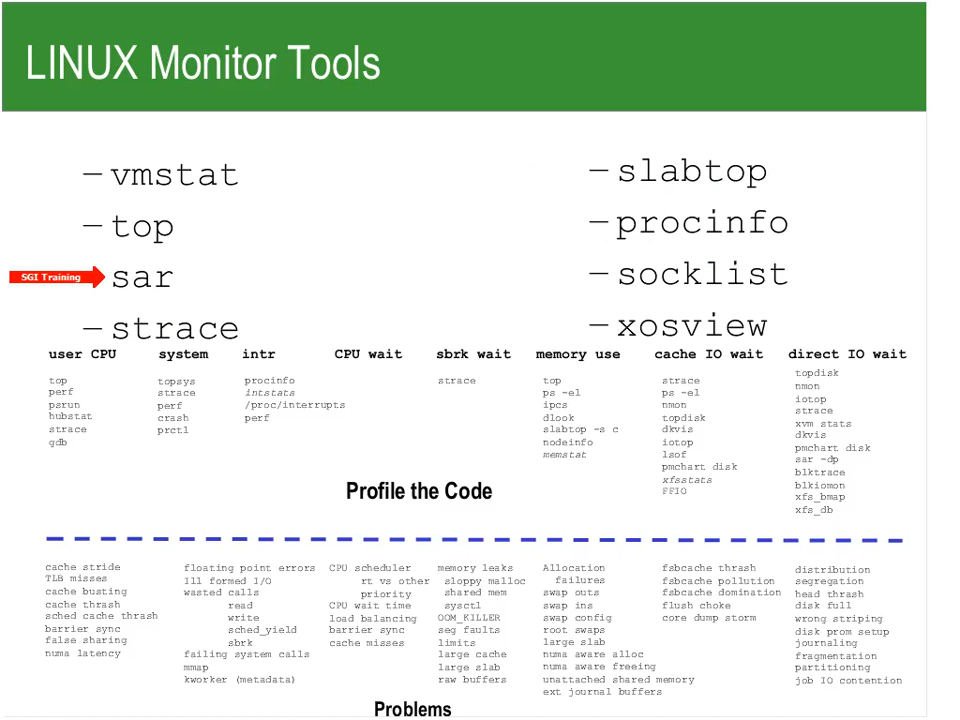 LINUX Monitor Tools
– vmstat
– top
SGI Training
sar
– strace
– slabtop
– procinfo
– socklist
– xosview
user CPU
top
perf
psrun
hubstat
strace
gdb
system
topsys
strace
perf
crash
prctl
intr
procinfo
intstats
/proc/interrupts
perf
CPU wait
sbrk wait
strace
memory use
top
ps -el
ipcs
dlook
slabtop -s c
nodeinfo
memstat
cache IO wait
strace
ps -el
nmon
topdisk
dkvis
iotop
lsof
pmchart disk
xfsstats
FFIO
direct IO wait
topdisk
nmon
iotop
strace
xvm stats
dkvis
pmchart disk
sar -dp
blktrace
blkiomon
xfs_bmap
xfs_db
Profile the Code
cache stride
TLB misses
cache busting
cache thrash
sched cache thrash
barrier sync
false sharing
numa latency
floating point errors
Ill formed I/O
wasted calls
read
write
sched_yield
sbrk
failing system calls
mmap
kworker (metadata)
CPU scheduler
rt vs other
priority
CPU wait time
load balancing
barrier sync
cache misses
memory leaks
sloppy malloc
shared mem
sysctl
OOM_KILLER
seg faults
limits
large cache
large slab
raw buffers
Allocation
failures
swap outs
swap ins
swap config
root swaps
large slab
numa aware alloc
numa aware freeing
unattached shared memory
ext journal buffers
fsbcache thrash
fsbcache pollution
fsbcache domination
flush choke
core dump storm
distribution
segregation
head thrash
disk full
wrong striping
disk prom setup
journaling
fragmentation
partitioning
job IO contention
Problems